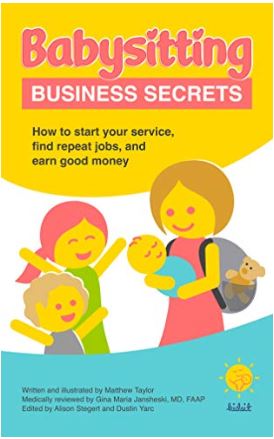 Babysitting
BUSINESS SECRETS
How to start your service,
find repeat jobs, and
earn good money
Written and illustrated by Matthew Taylor
Medically reviewed by Gina Maria Jansheski, MD, FAAP
Edited by Alison Stegert and Dustin Yarc
kidsit